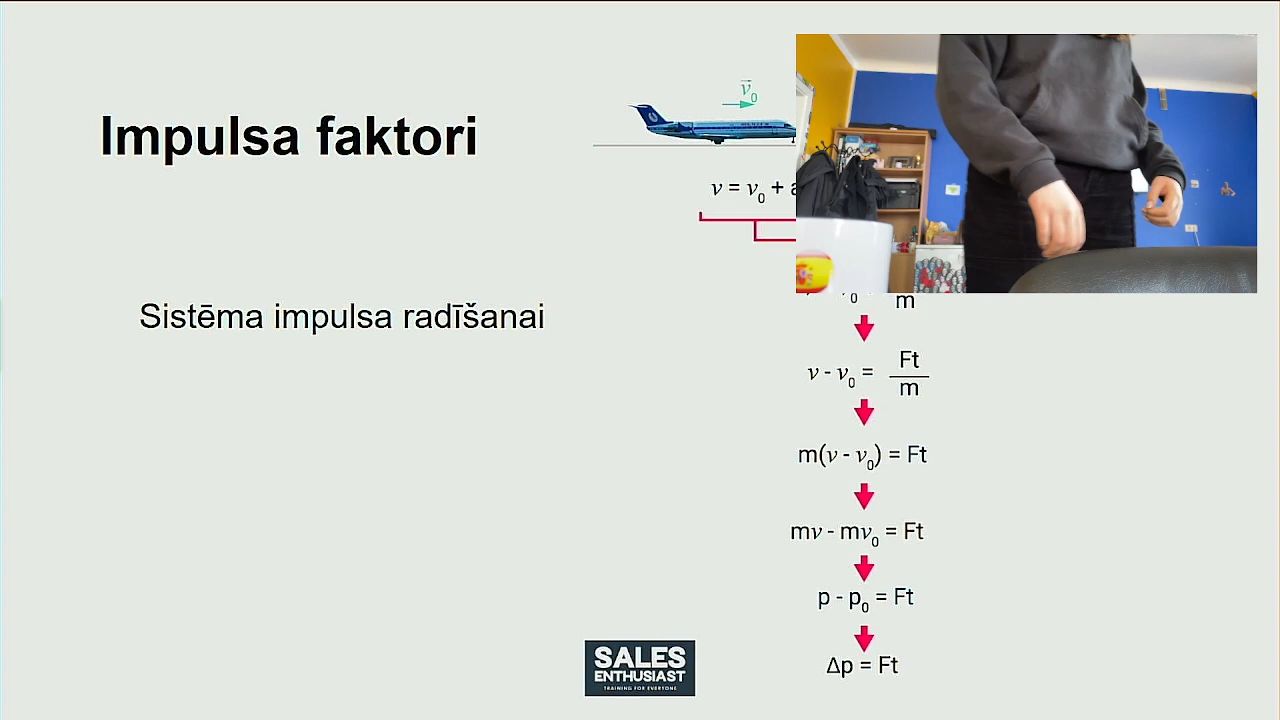 Impulsa faktori
v⃗₀
v = v₀ + a
Sistēma impulsa radīšanai
m
v - v₀ = Ft
m
m(v - v₀) = Ft
mv - mv₀ = Ft
p - p₀ = Ft
Δp = Ft
SALES
ENTHUSIAST
TRAINING FOR EVERYONE